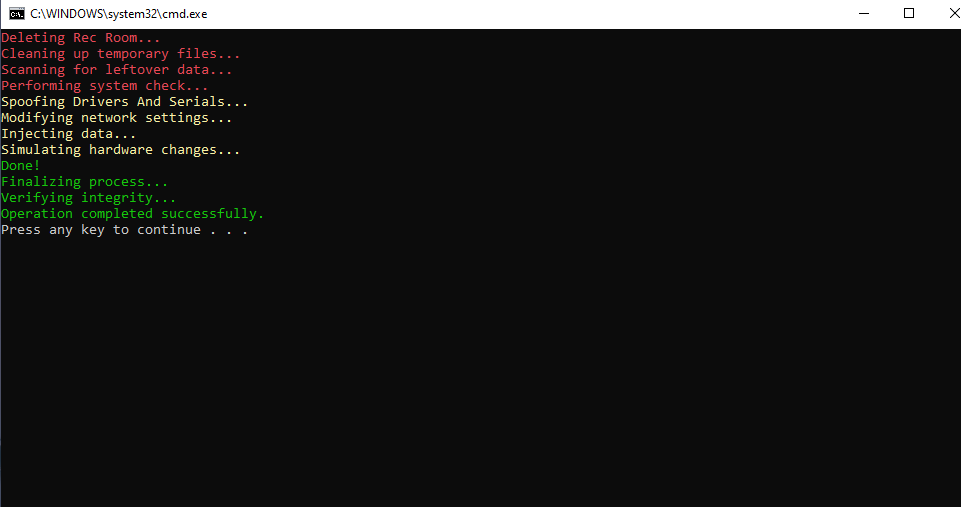 C:\WINDOWS\system32\cmd.exe
Deleting Rec Room...
Cleaning up temporary files...
Scanning for leftover data...
Performing system check...
Spoofing Drivers And Serials...
Modifying network settings...
Injecting data...
Simulating hardware changes...
Done!
Finalizing process...
Verifying integrity...
Operation completed successfully.
Press any key to continue . . .